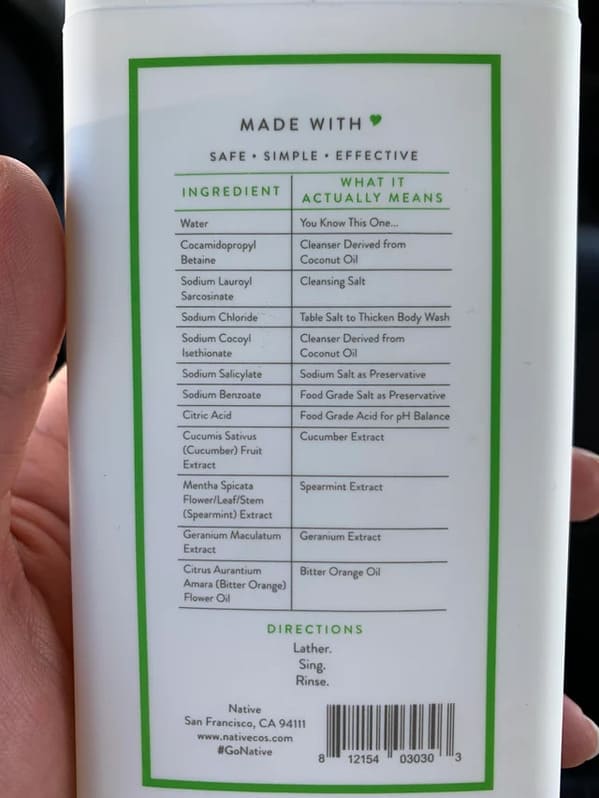 MADE WITH
SAFE • SIMPLE • EFFECTIVE
INGREDIENT
WHAT IT
ACTUALLY MEANS
Water
You Know This One...
Cocamidopropyl
Betaine
Cleanser Derived from
Coconut Oil
Sodium Lauroyl
Sarcosinate
Cleansing Salt
Sodium Chloride
Table Salt to Thicken Body Wash
Sodium Cocoyl
Isethionate
Cleanser Derived from
Coconut Oil
Sodium Salicylate
Sodium Salt as Preservative
Sodium Benzoate
Food Grade Salt as Preservative
Citric Acid
Food Grade Acid for pH Balance
Cucumis Sativus
(Cucumber) Fruit
Extract
Cucumber Extract
Mentha Spicata
Flower/Leaf/Stem
(Spearmint) Extract
Spearmint Extract
Geranium Maculatum
Extract
Geranium Extract
Citrus Aurantium
Amara (Bitter Orange)
Flower Oil
Bitter Orange Oil
DIRECTIONS
Lather.
Sing.
Rinse.
Native
San Francisco, CA 94111
www.nativecos.com
#GoNative
8 12154 03030 3